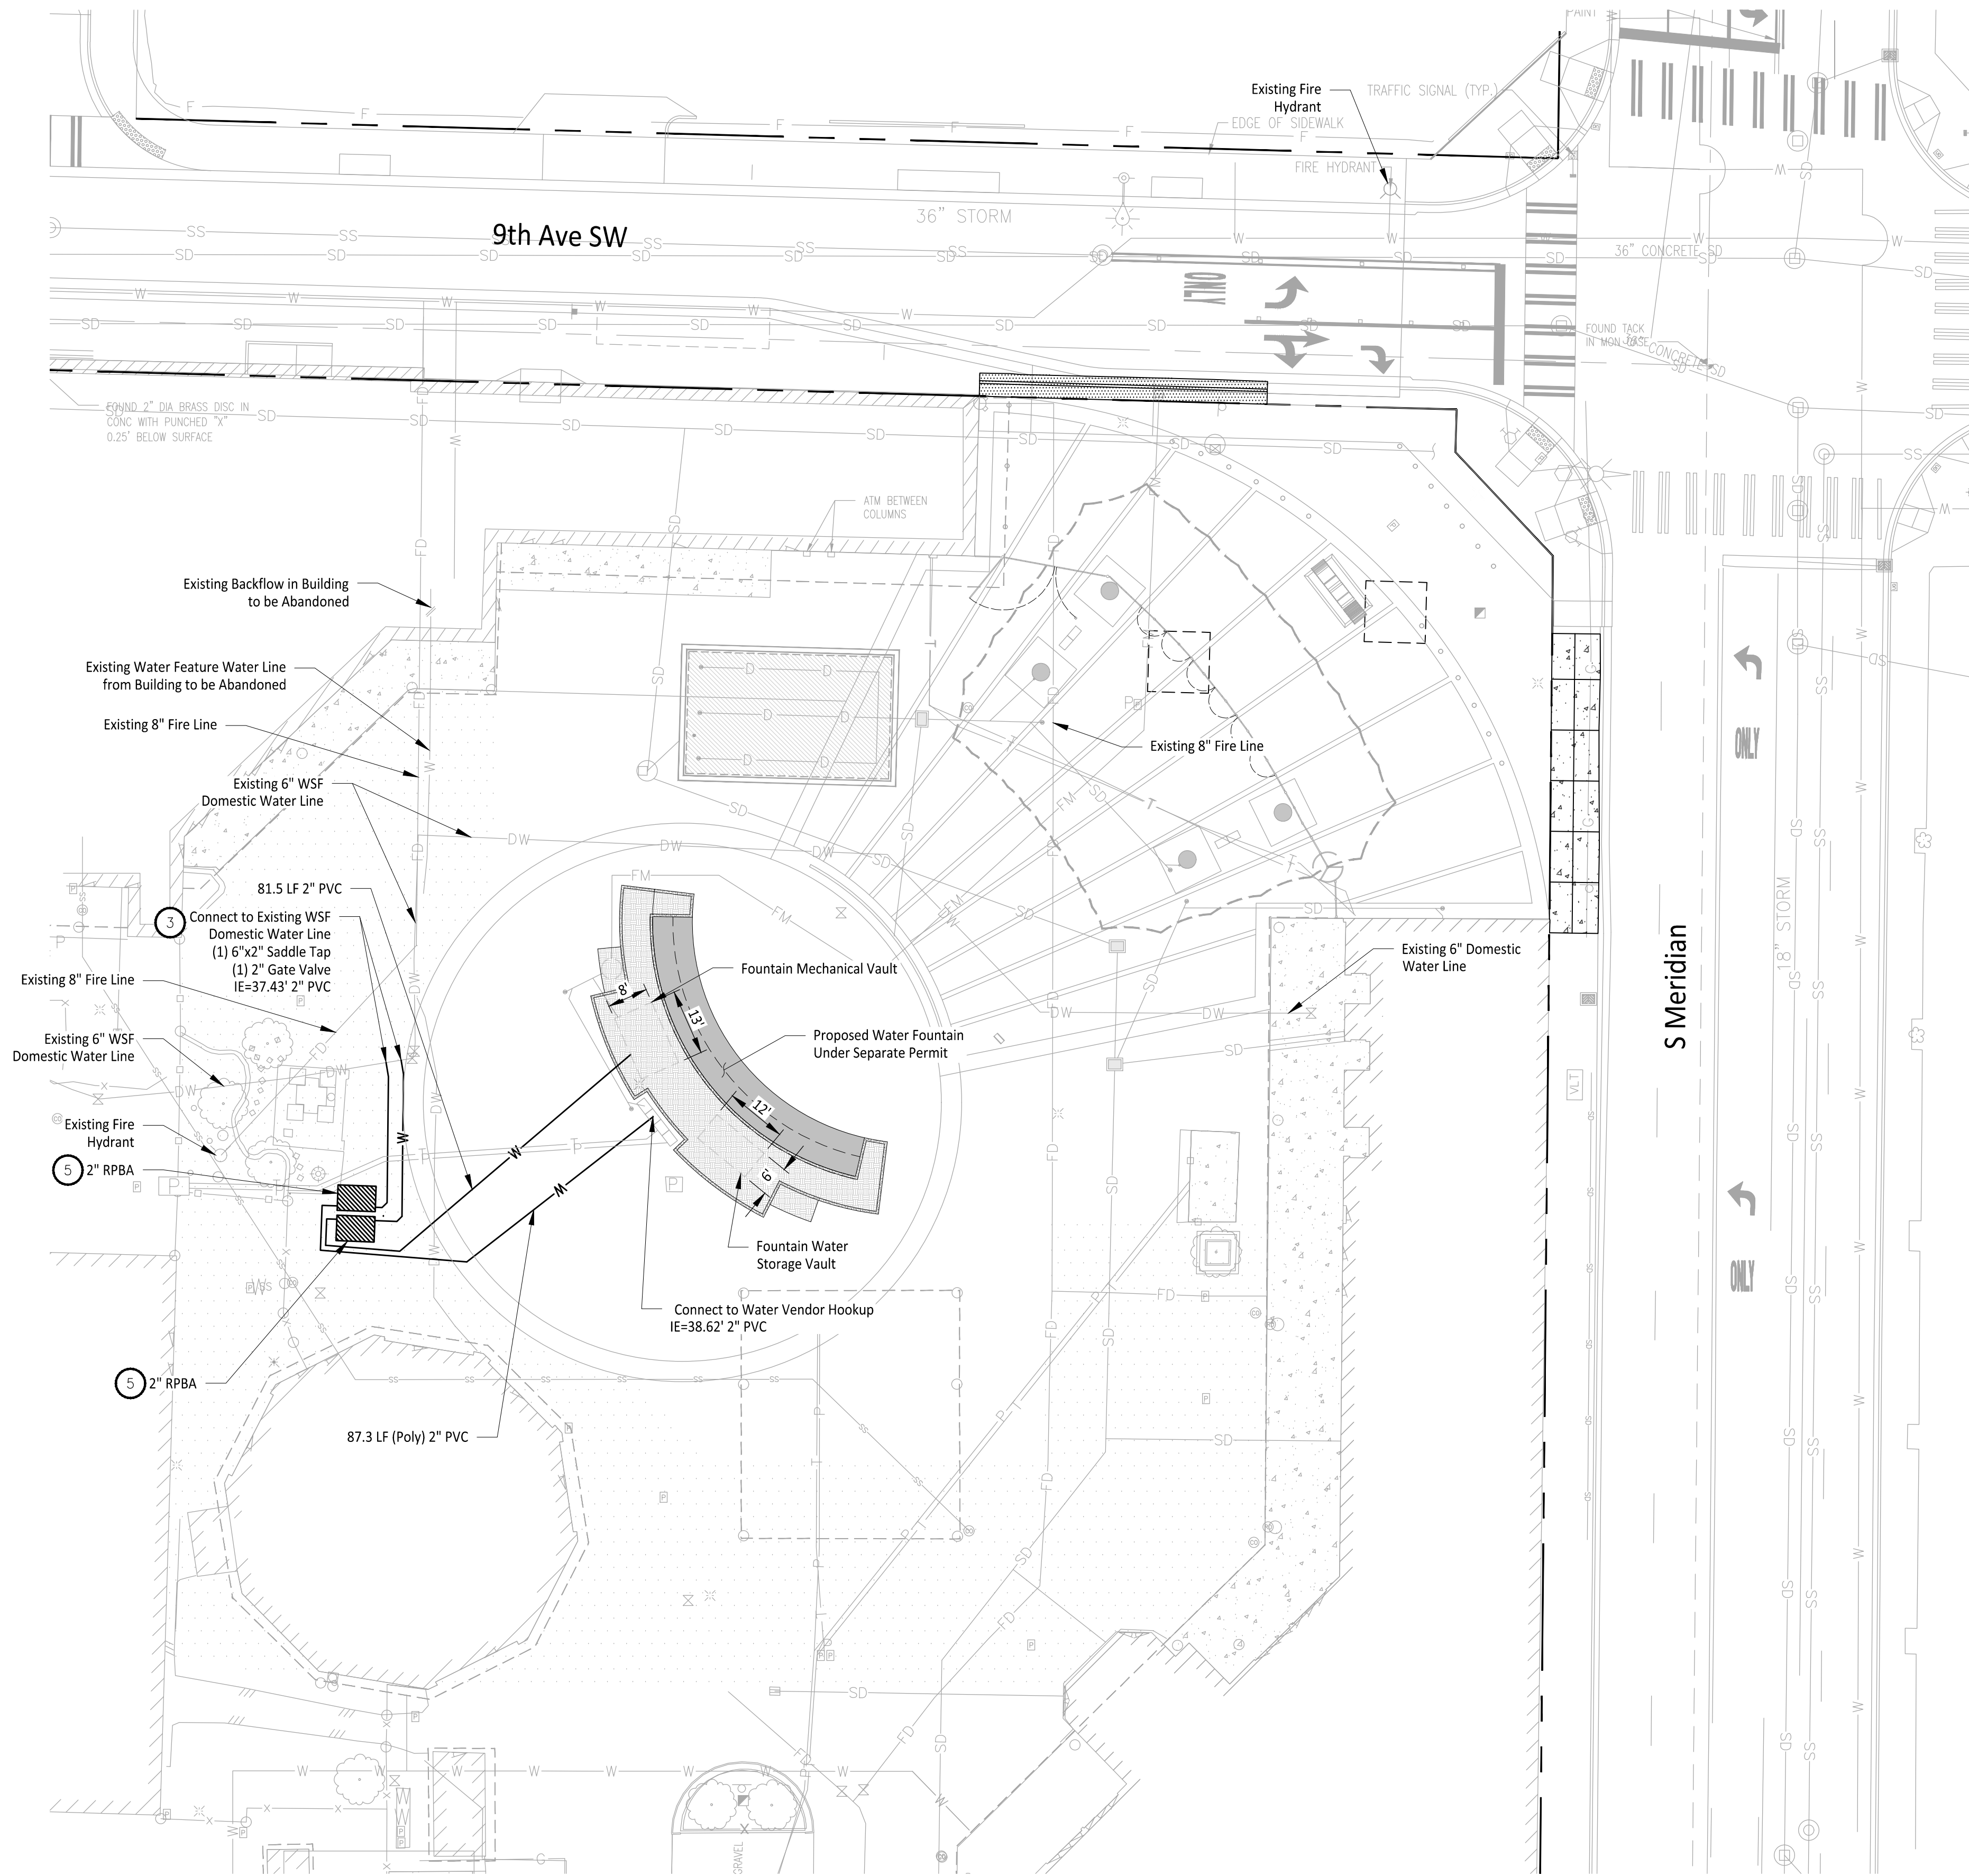 PAINT
Existing Fire
Hydrant
TRAFFIC SIGNAL (TYP.)
EDGE OF SIDEWALK
FIRE HYDRANT
36" STORM
9th Ave SW
36" CONCRETE SD
ONLY
FOUND TACK
IN MON CASE
36" CONCRETE SD
FOUND 2" DIA BRASS DISC IN
CONC WITH PUNCHED "X"
0.25' BELOW SURFACE
ATM BETWEEN
COLUMNS
Existing Backflow in Building
to be Abandoned
Existing Water Feature Water Line
from Building to be Abandoned
Existing 8" Fire Line
Existing 8" Fire Line
ONLY
Existing 6" WSF
Domestic Water Line
81.5 LF 2" PVC
3
Connect to Existing WSF
Domestic Water Line
(1) 6"x2" Saddle Tap
(1) 2" Gate Valve
IE=37.43' 2" PVC
Existing 8" Fire Line
Fountain Mechanical Vault
8'
13'
Existing 6" Domestic
Water Line
18" STORM
S Meridian
Existing 6" WSF
Domestic Water Line
Proposed Water Fountain
Under Separate Permit
VLT
12'
Existing Fire
Hydrant
5
2" RPBA
6'
Fountain Water
Storage Vault
ONLY
Connect to Water Vendor Hookup
IE=38.62' 2" PVC
5
2" RPBA
87.3 LF (Poly) 2" PVC
GRAVEL